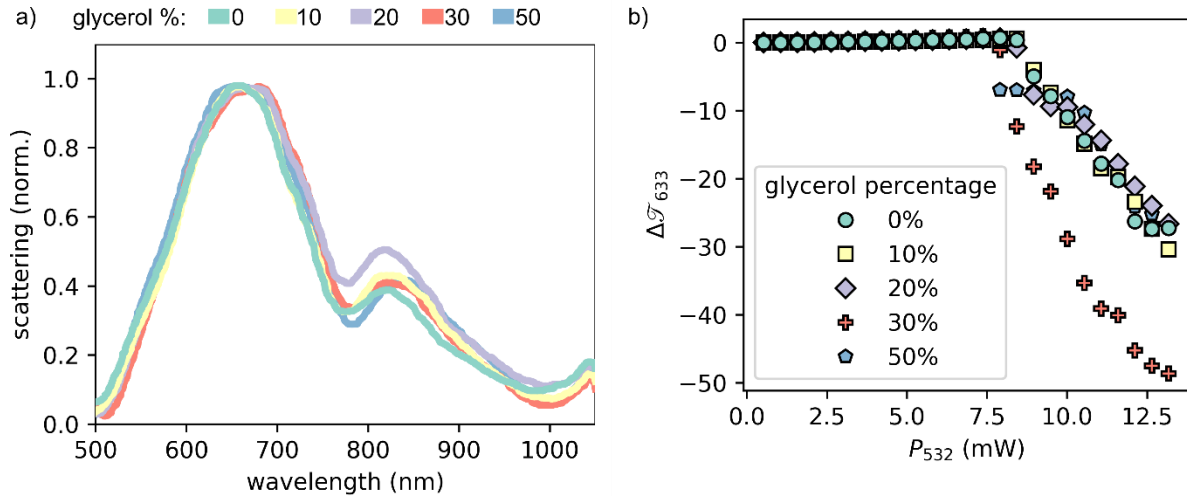 a) glycerol %: 0 10 20 30 50
scattering (norm.)
1.0
0.8
0.6
0.4
0.2
0.0
500 600 700 800 900 1000
wavelength (nm)
b)
Δ𝒯633
0
−10
−20
−30
−40
−50
glycerol percentage
0%
10%
20%
30%
50%
0.0 2.5 5.0 7.5 10.0 12.5
P532 (mW)